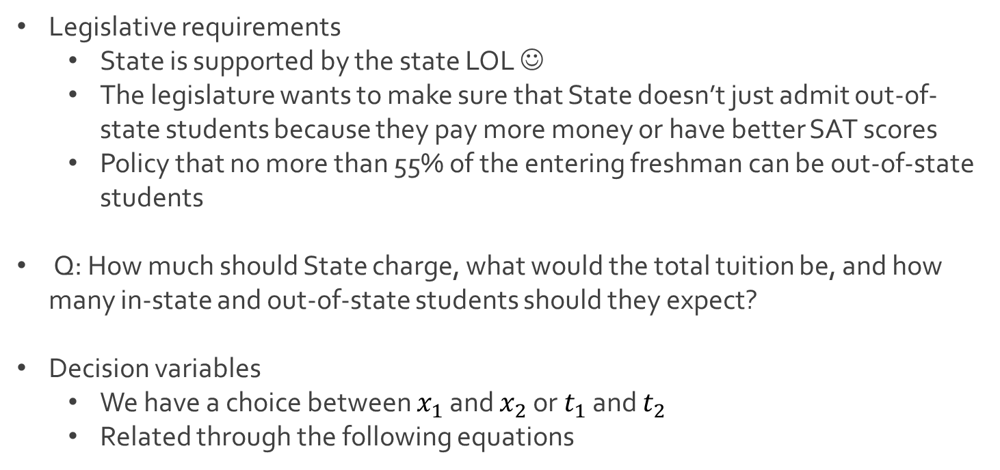 • Legislative requirements
• State is supported by the state LOL ☺
• The legislature wants to make sure that State doesn’t just admit out-of-
state students because they pay more money or have better SAT scores
• Policy that no more than 55% of the entering freshman can be out-of-state
students
• Q: How much should State charge, what would the total tuition be, and how
many in-state and out-of-state students should they expect?
• Decision variables
• We have a choice between x₁ and x₂ or t₁ and t₂
• Related through the following equations